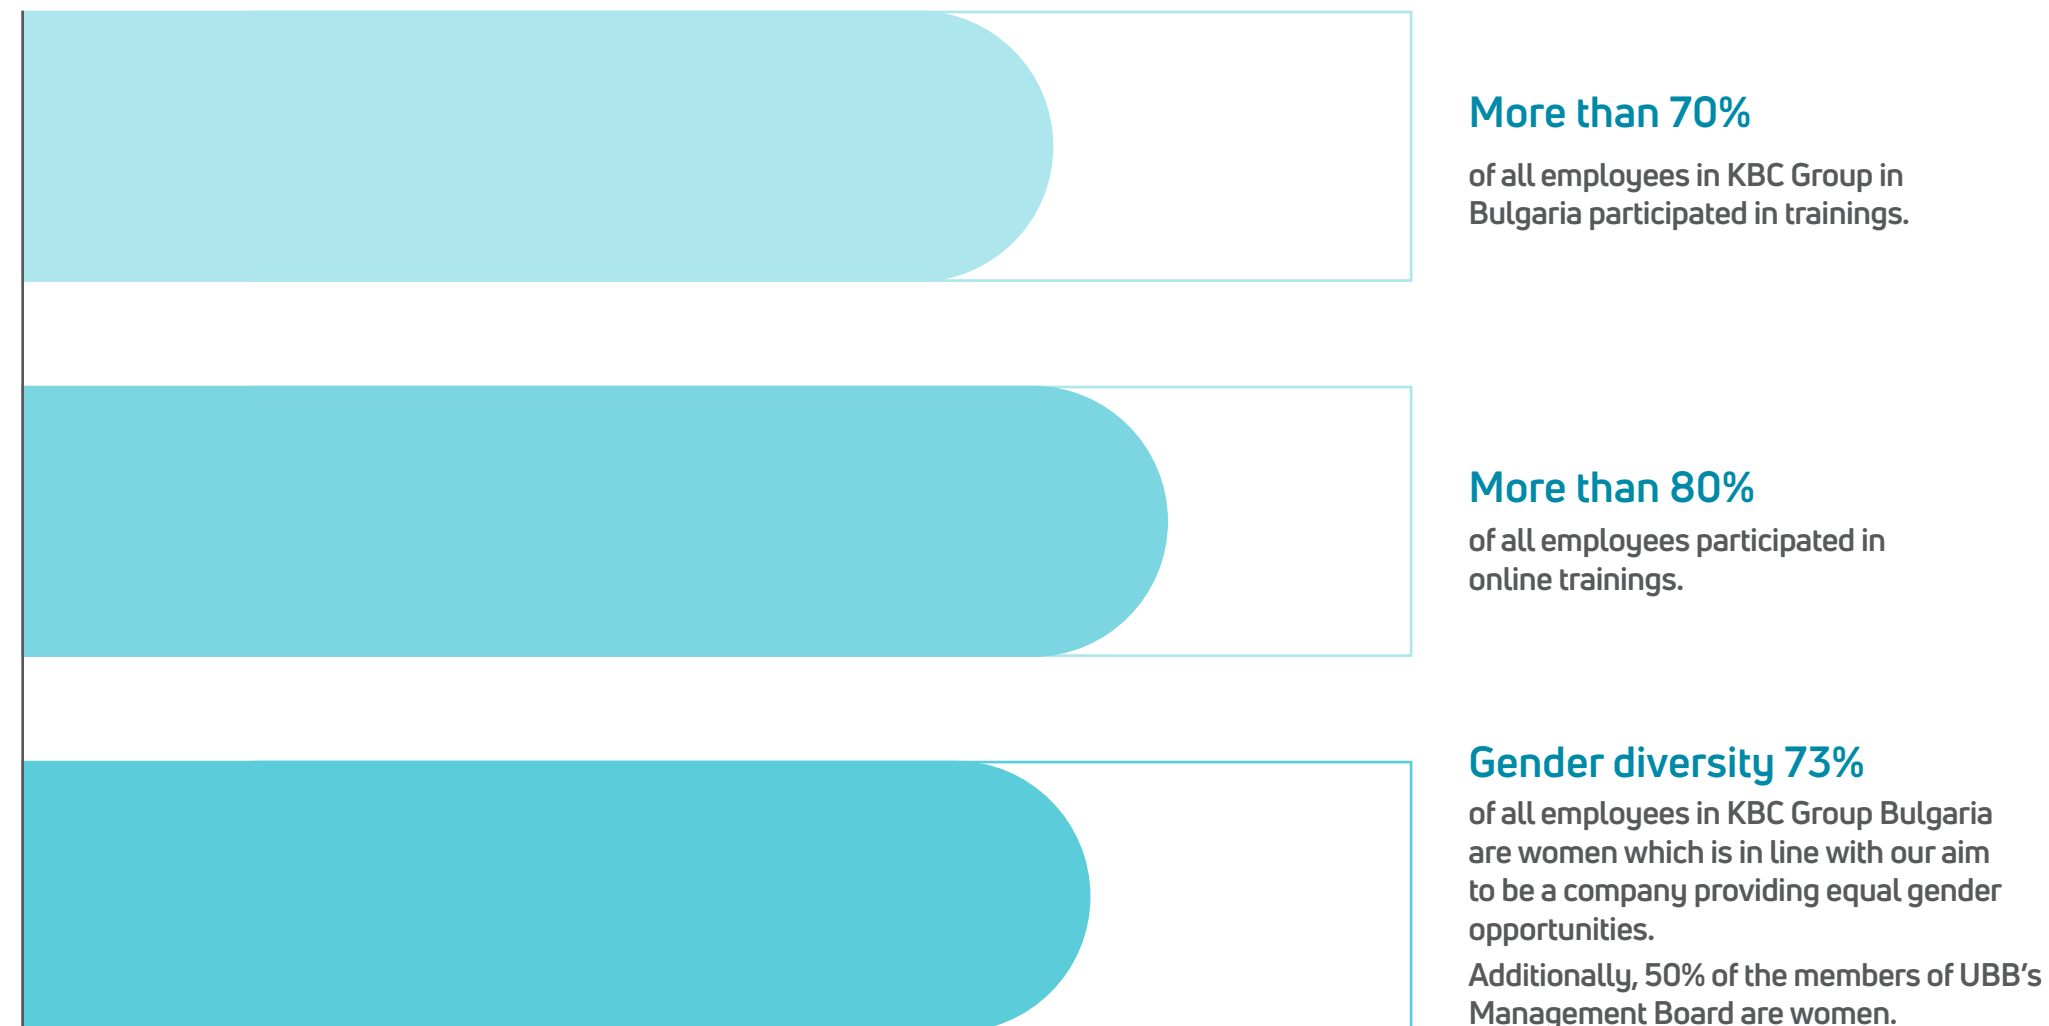 More than 70%
of all employees in KBC Group in
Bulgaria participated in trainings.
More than 80%
of all employees participated in
online trainings.
Gender diversity 73%
of all employees in KBC Group Bulgaria
are women which is in line with our aim
to be a company providing equal gender
opportunities.
Additionally, 50% of the members of UBB's
Management Board are women.